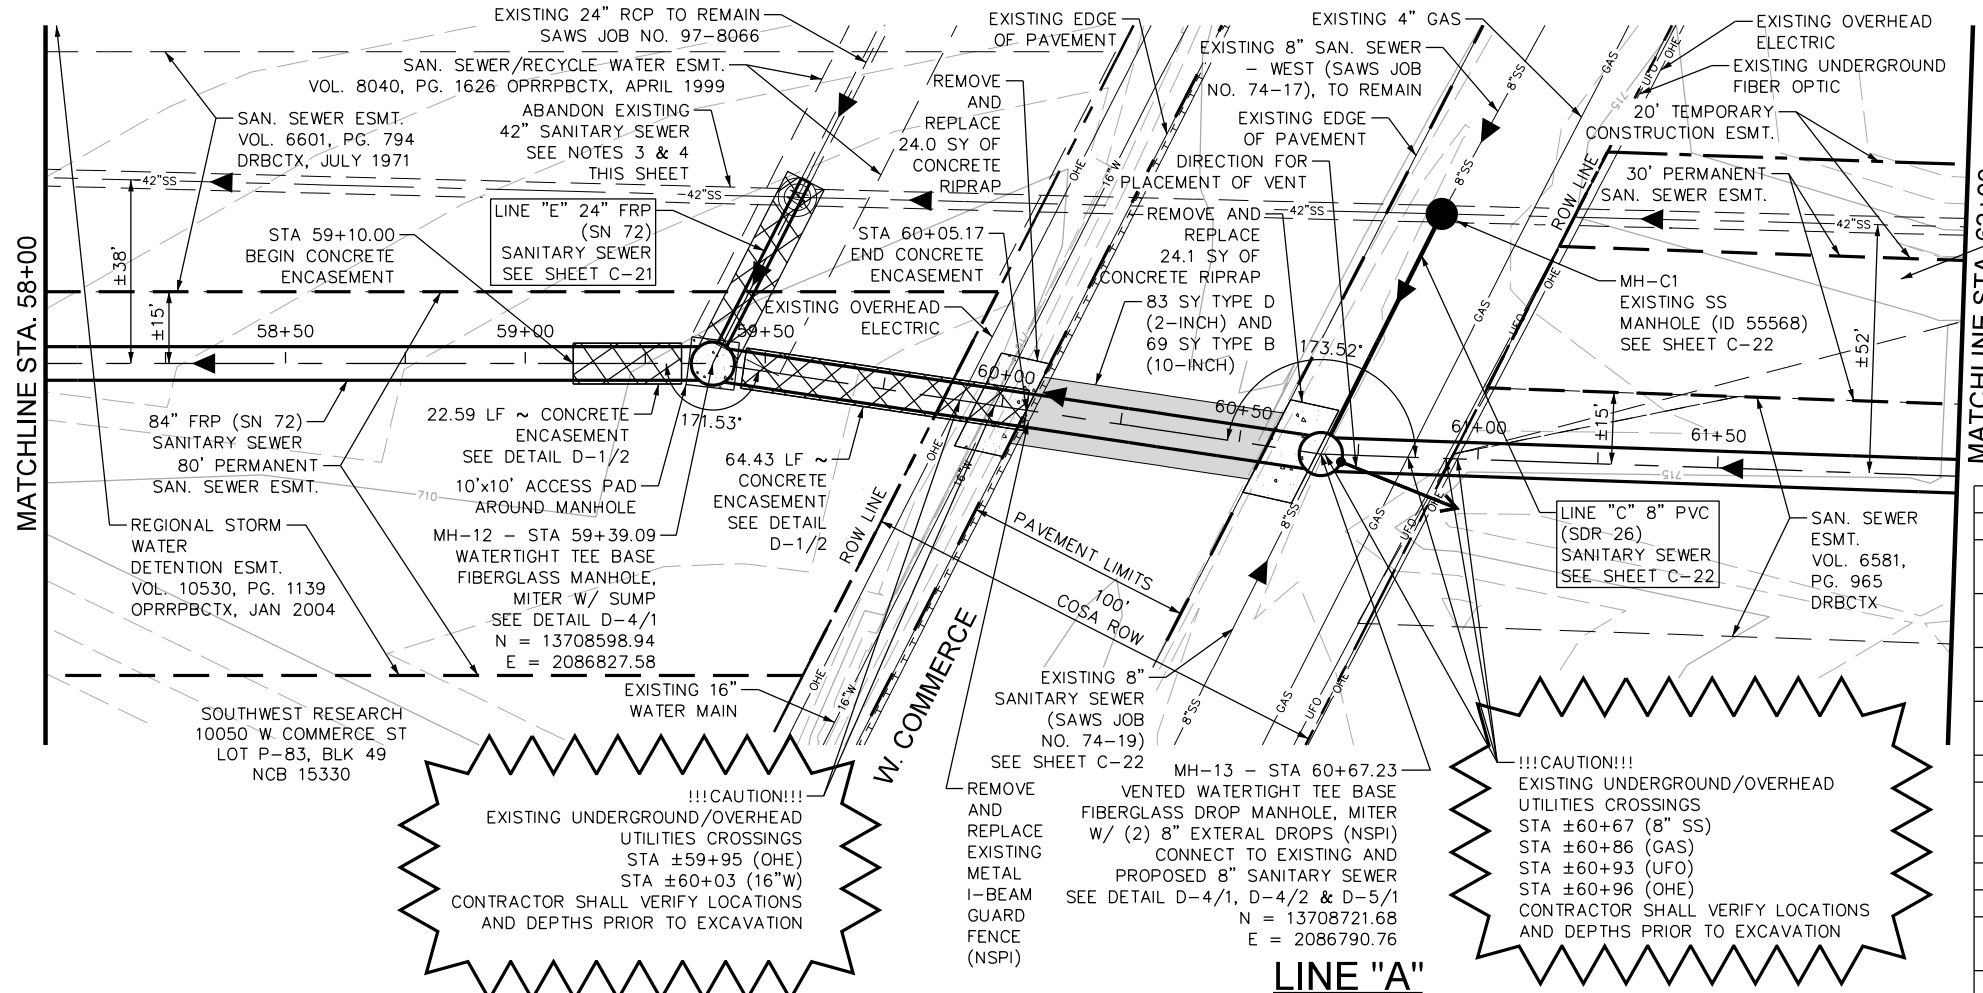 EXISTING 24" RCP TO REMAIN
SAWS JOB NO. 97-8066
SAN. SEWER/RECYCLE WATER ESMT.
VOL. 8040, PG. 1626 OPRRPBCTX, APRIL 1999
ABANDON EXISTING
42" SANITARY SEWER
SEE NOTES 3 & 4
THIS SHEET
SAN. SEWER ESMT.
VOL. 6601, PG. 794
DRBCTX, JULY 1971
EXISTING EDGE
OF PAVEMENT
REMOVE
AND
REPLACE
24.0 SY OF
CONCRETE
RIPRAP
EXISTING 4" GAS
EXISTING 8" SAN. SEWER
- WEST (SAWS JOB
NO. 74-17), TO REMAIN
EXISTING EDGE
OF PAVEMENT
DIRECTION FOR
PLACEMENT OF VENT
EXISTING OVERHEAD
ELECTRIC
EXISTING UNDERGROUND
FIBER OPTIC
20' TEMPORARY
CONSTRUCTION ESMT.
30' PERMANENT
SAN. SEWER ESMT.
MATCHLINE STA. 58+00
±38'
±15'
42"SS
42"SS
42"SS
42"SS
STA 59+10.00
BEGIN CONCRETE
ENCASEMENT
LINE "E" 24" FRP
(SN 72)
SANITARY SEWER
SEE SHEET C-21
STA 60+05.17
END CONCRETE
ENCASEMENT
EXISTING OVERHEAD
ELECTRIC
REMOVE AND
REPLACE
24.1 SY OF
CONCRETE RIPRAP
83 SY TYPE D
(2-INCH) AND
69 SY TYPE B
(10-INCH)
MH-C1
EXISTING SS
MANHOLE (ID 55568)
SEE SHEET C-22
58+50
59+00
59+50
60+00
60+50
61+00
61+50
171.53°
173.52°
±15'
±52'
OHE
16"W
8"SS
8"SS
GAS
UFO
OHE
715
ROW LINE
GAS
UFO
OHE
84" FRP (SN 72)
SANITARY SEWER
80' PERMANENT
SAN. SEWER ESMT.
22.59 LF ~ CONCRETE
ENCASEMENT
SEE DETAIL D-1/2
10'x10' ACCESS PAD
AROUND MANHOLE
64.43 LF ~
CONCRETE
ENCASEMENT
SEE DETAIL
D-1/2
710
715
REGIONAL STORM
WATER
DETENTION ESMT.
VOL. 10530, PG. 1139
OPRRPBCTX, JAN 2004
MH-12 - STA 59+39.09
WATERTIGHT TEE BASE
FIBERGLASS MANHOLE,
MITER W/ SUMP
SEE DETAIL D-4/1
N = 13708598.94
E = 2086827.58
ROW LINE
OHE
16"W
PAVEMENT LIMITS
100'
COSA ROW
8"SS
GAS
UFO
OHE
LINE "C" 8" PVC
(SDR 26)
SANITARY SEWER
SEE SHEET C-22
SAN. SEWER
ESMT.
VOL. 6581,
PG. 965
DRBCTX
W. COMMERCE
OHE
16"W
8"SS
GAS
UFO
OHE
EXISTING 16"
WATER MAIN
SOUTHWEST RESEARCH
10050 W COMMERCE ST
LOT P-83, BLK 49
NCB 15330
EXISTING 8"
SANITARY SEWER
(SAWS JOB
NO. 74-19)
SEE SHEET C-22
!!!CAUTION!!!
EXISTING UNDERGROUND/OVERHEAD
UTILITIES CROSSINGS
STA ±59+95 (OHE)
STA ±60+03 (16"W)
CONTRACTOR SHALL VERIFY LOCATIONS
AND DEPTHS PRIOR TO EXCAVATION
REMOVE
AND
REPLACE
EXISTING
METAL
I-BEAM
GUARD
FENCE
(NSPI)
MH-13 - STA 60+67.23
VENTED WATERTIGHT TEE BASE
FIBERGLASS DROP MANHOLE, MITER
W/ (2) 8" EXTERAL DROPS (NSPI)
CONNECT TO EXISTING AND
PROPOSED 8" SANITARY SEWER
SEE DETAIL D-4/1, D-4/2 & D-5/1
N = 13708721.68
E = 2086790.76
!!!CAUTION!!!
EXISTING UNDERGROUND/OVERHEAD
UTILITIES CROSSINGS
STA ±60+67 (8" SS)
STA ±60+86 (GAS)
STA ±60+93 (UFO)
STA ±60+96 (OHE)
CONTRACTOR SHALL VERIFY LOCATIONS
AND DEPTHS PRIOR TO EXCAVATION
LINE "A"
MATCHLINE STA.